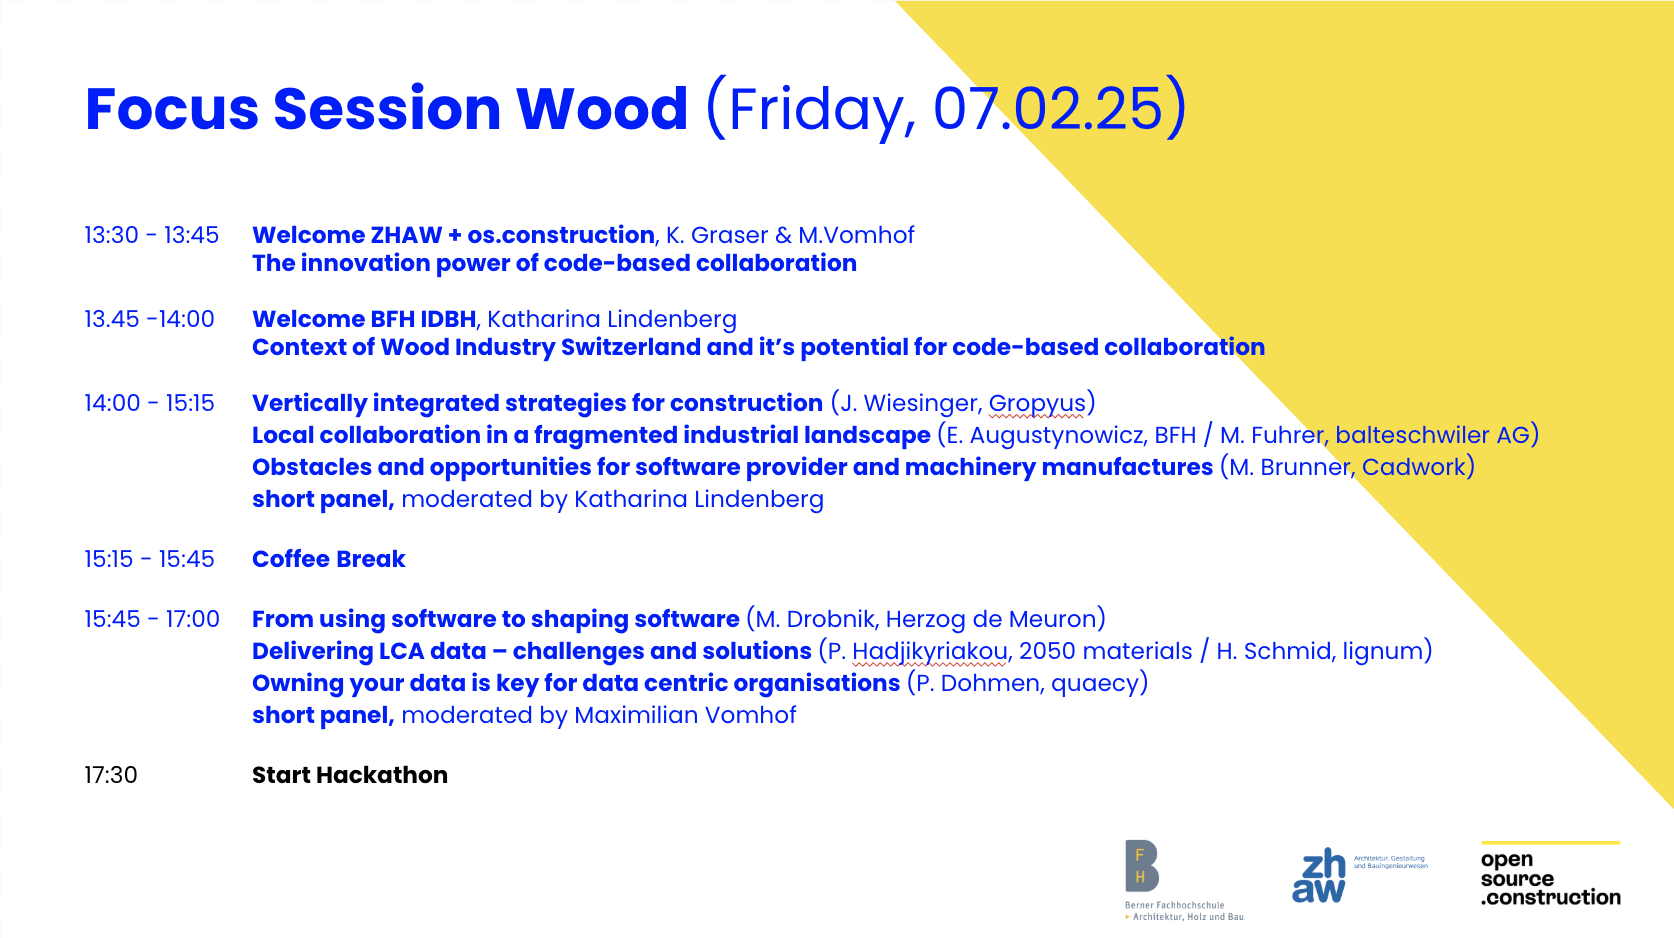 Focus Session Wood (Friday, 07.02.25)
13:30 - 13:45 Welcome ZHAW + os.construction, K. Graser & M.Vomhof
The innovation power of code-based collaboration
13.45 -14:00 Welcome BFH IDBH, Katharina Lindenberg
Context of Wood Industry Switzerland and it’s potential for code-based collaboration
14:00 - 15:15 Vertically integrated strategies for construction (J. Wiesinger, Gropyus)
Local collaboration in a fragmented industrial landscape (E. Augustynowicz, BFH / M. Fuhrer, balteschwiler AG)
Obstacles and opportunities for software provider and machinery manufactures (M. Brunner, Cadwork)
short panel, moderated by Katharina Lindenberg
15:15 - 15:45 Coffee Break
15:45 - 17:00 From using software to shaping software (M. Drobnik, Herzog de Meuron)
Delivering LCA data – challenges and solutions (P. Hadjikyriakou, 2050 materials / H. Schmid, lignum)
Owning your data is key for data centric organisations (P. Dohmen, quaecy)
short panel, moderated by Maximilian Vomhof
17:30 Start Hackathon
B
F
H
Berner Fachhochschule
Architektur, Holz und Bau
zh
aw
Architektur, Gestaltung
und Bauingenieurwesen
open
source
.construction